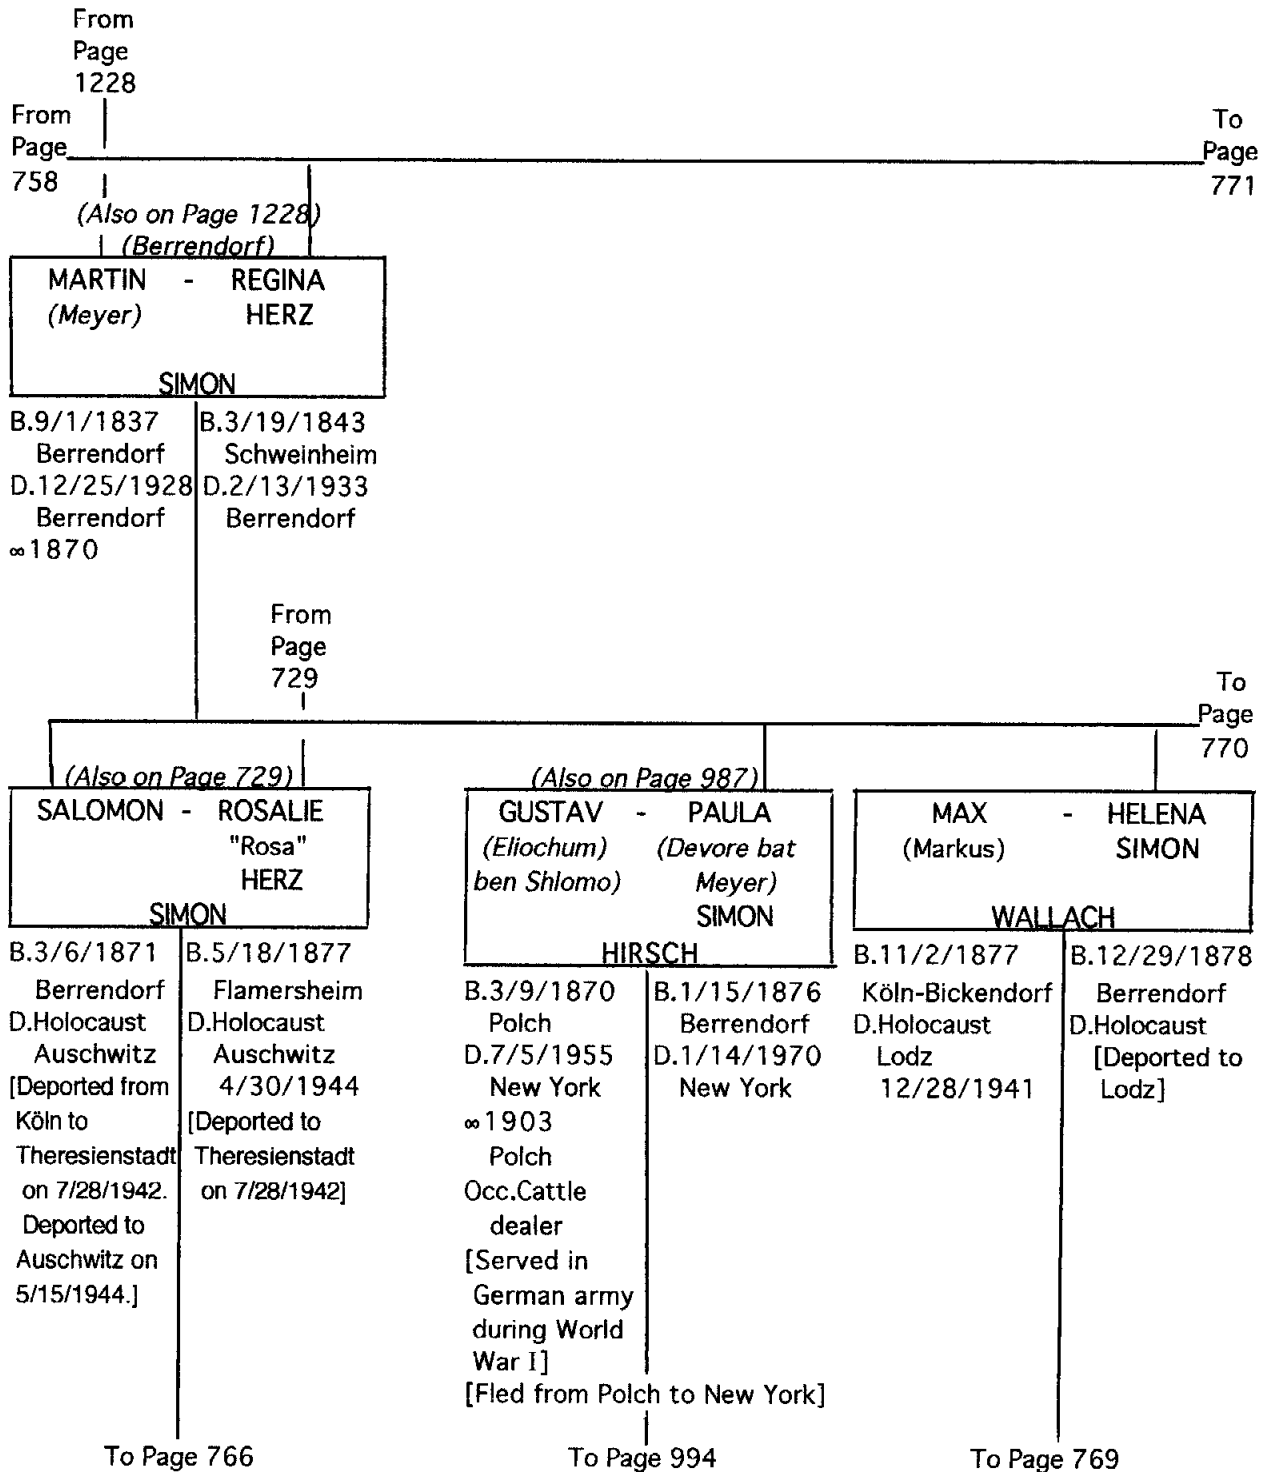 From
Page
1228
From
Page
758
To
Page
771
(Also on Page 1228)
(Berrendorf)
MARTIN - REGINA
(Meyer) HERZ
SIMON
B.9/1/1837 B.3/19/1843
Berrendorf Schweinheim
D.12/25/1928 D.2/13/1933
Berrendorf Berrendorf
∞1870
From
Page
729
To
Page
770
(Also on Page 729)
SALOMON - ROSALIE
"Rosa"
HERZ
SIMON
B.3/6/1871 B.5/18/1877
Berrendorf Flamersheim
D.Holocaust D.Holocaust
Auschwitz Auschwitz
[Deported from 4/30/1944
Köln to [Deported to
Theresienstadt Theresienstadt
on 7/28/1942. on 7/28/1942]
Deported to
Auschwitz on
5/15/1944.]
To Page 766
(Also on Page 987)
GUSTAV - PAULA
(Eliochum) (Devore bat
ben Shlomo) Meyer)
SIMON
HIRSCH
B.3/9/1870 B.1/15/1876
Polch Berrendorf
D.7/5/1955 D.1/14/1970
New York New York
∞1903
Polch
Occ.Cattle
dealer
[Served in
German army
during World
War I]
[Fled from Polch to New York]
To Page 994
MAX - HELENA
(Markus) SIMON
WALLACH
B.11/2/1877 B.12/29/1878
Köln-Bickendorf Berrendorf
D.Holocaust D.Holocaust
Lodz [Deported to
12/28/1941 Lodz]
To Page 769